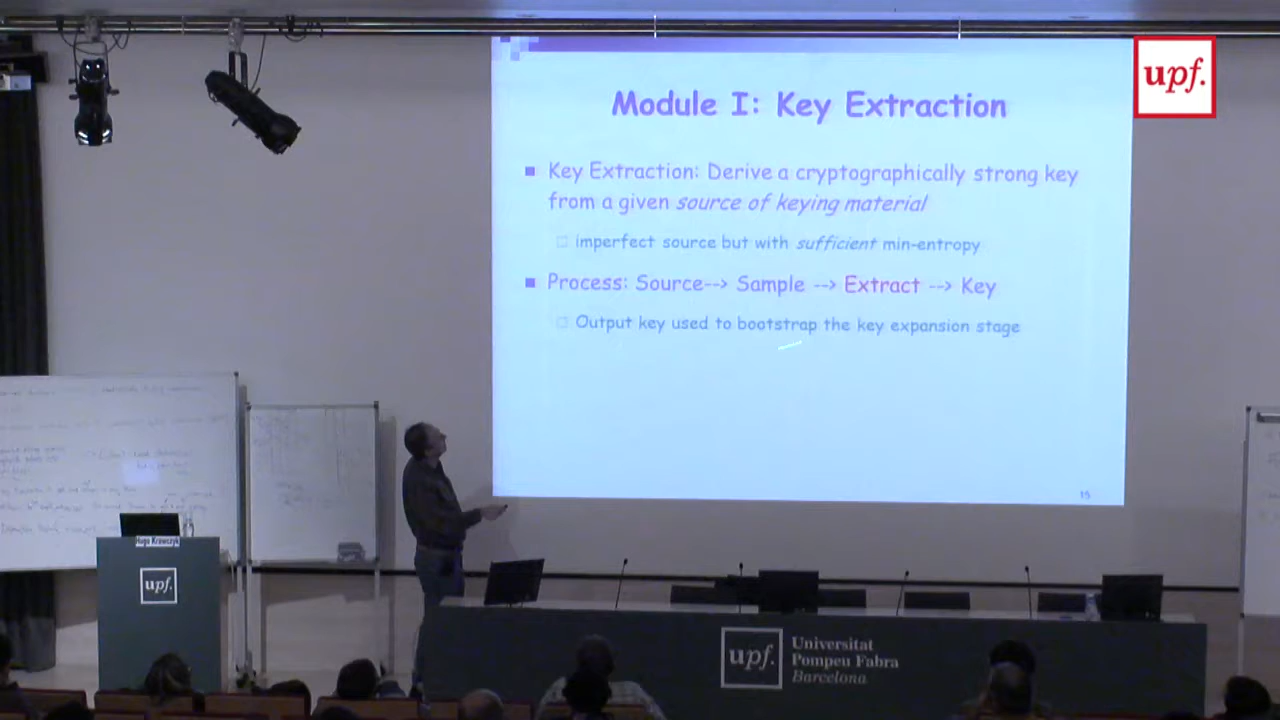 Module I: Key Extraction
upf.
Key Extraction: Derive a cryptographically strong key
from a given source of keying material
imperfect source but with sufficient min-entropy
Process: Source--> Sample --> Extract --> Key
Output key used to bootstrap the key expansion stage
15
Hugo Krawczyk
upf.
upf.
Universitat
Pompeu Fabra
Barcelona